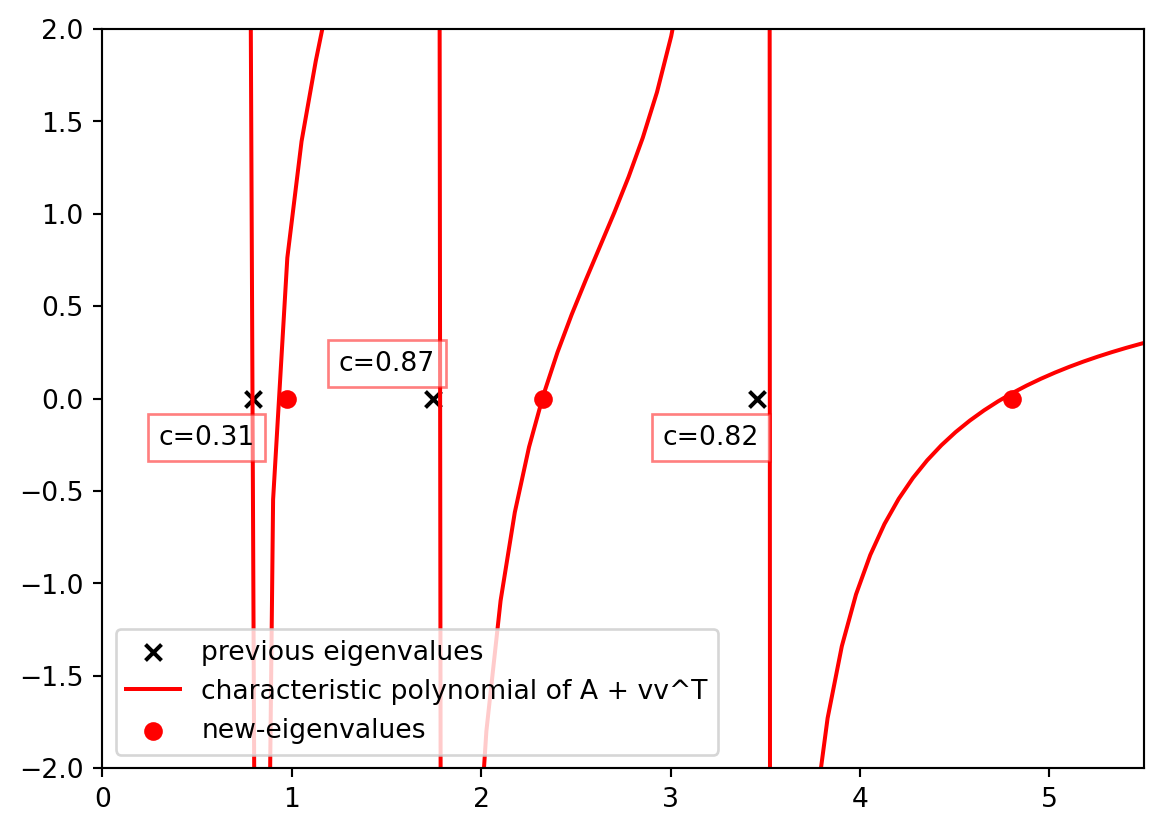 2.0
1.5
1.0
0.5
0.0
−0.5
−1.0
−1.5
−2.0
c=0.87
c=0.31
c=0.82
previous eigenvalues
characteristic polynomial of A + vv^T
new-eigenvalues
0 1 2 3 4 5